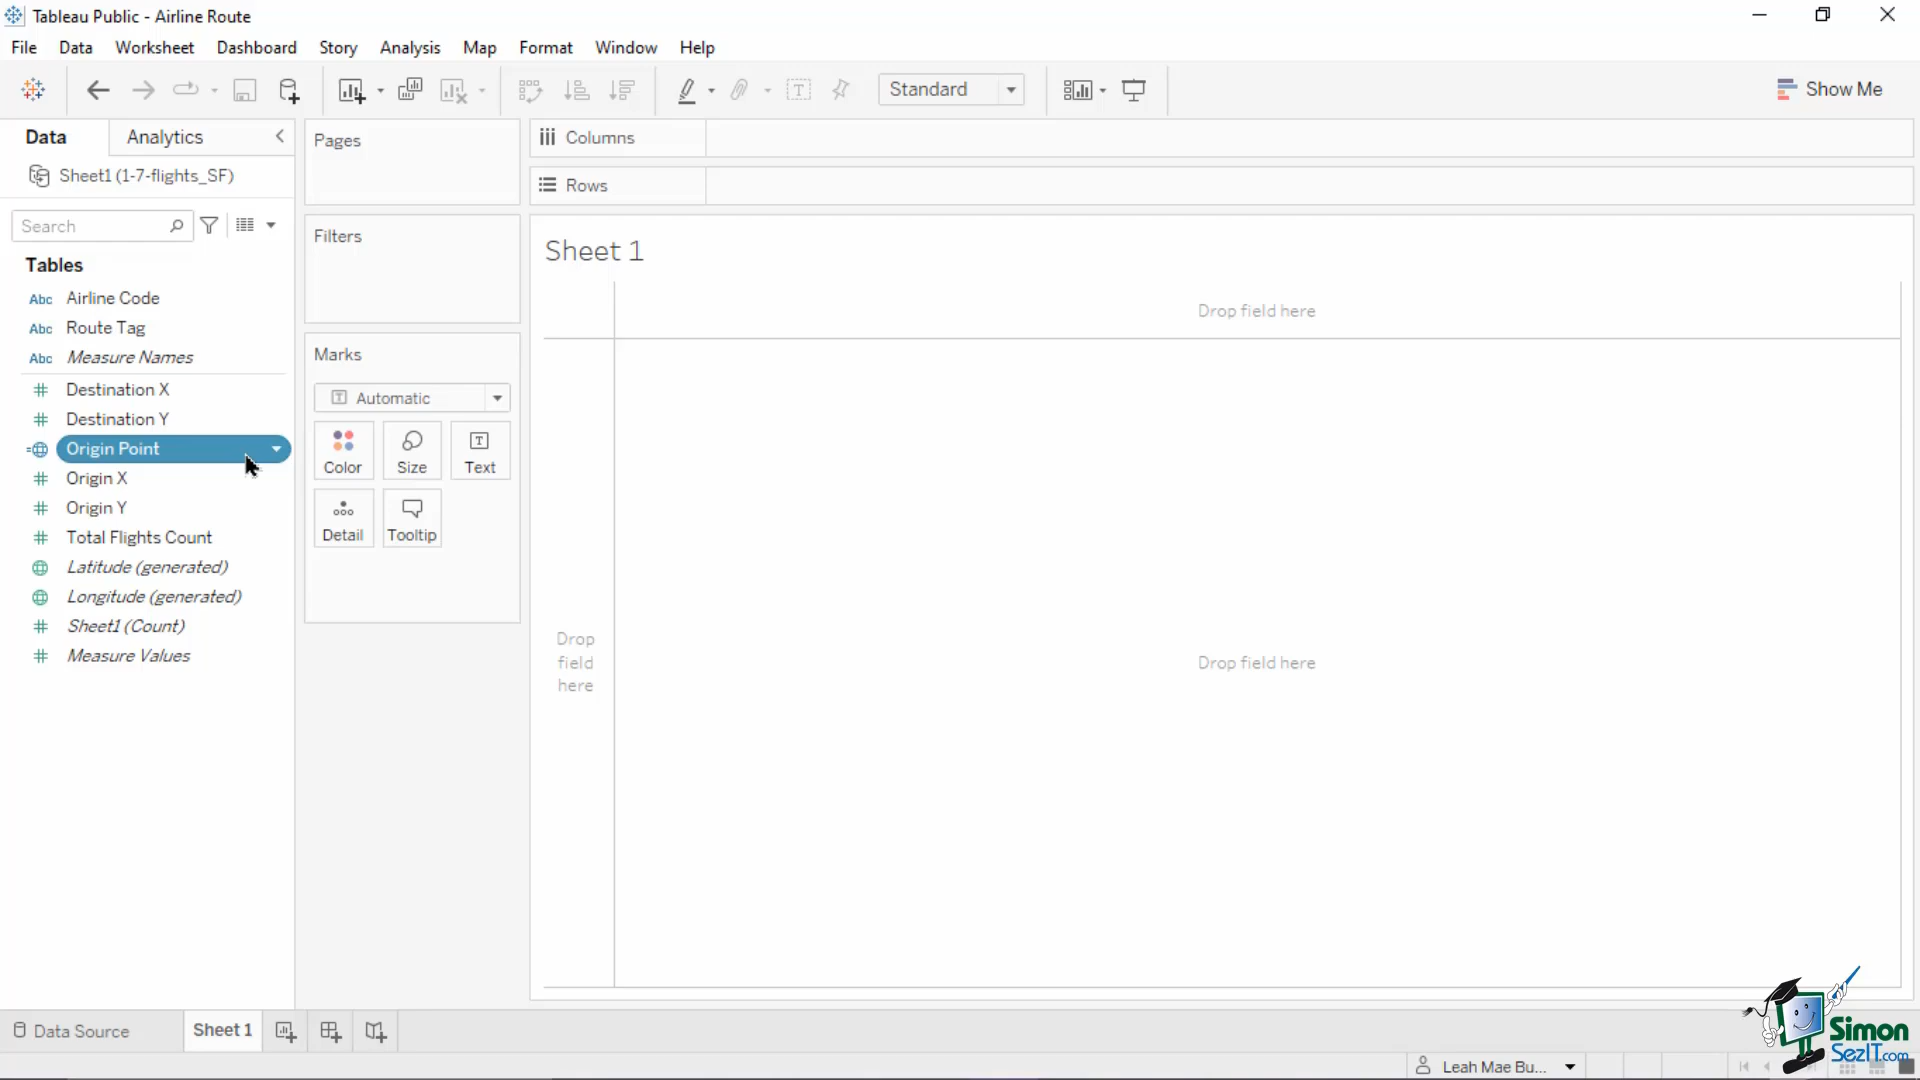 Tableau Public - Airline Route
File Data Worksheet Dashboard Story Analysis Map Format Window Help
Standard
Show Me
Data Analytics
Sheet1 (1-7-flights_SF)
Search
Tables
Abc Airline Code
Abc Route Tag
Abc Measure Names
# Destination X
# Destination Y
Origin Point
# Origin X
# Origin Y
# Total Flights Count
Latitude (generated)
Longitude (generated)
# Sheet1 (Count)
# Measure Values
Pages
Filters
Marks
Automatic
Color Size Text
Detail Tooltip
Columns
Rows
Sheet 1
Drop field here
Drop
field
here
Drop field here
Data Source Sheet 1
Leah Mae Bu...
Simon
SezIT.com